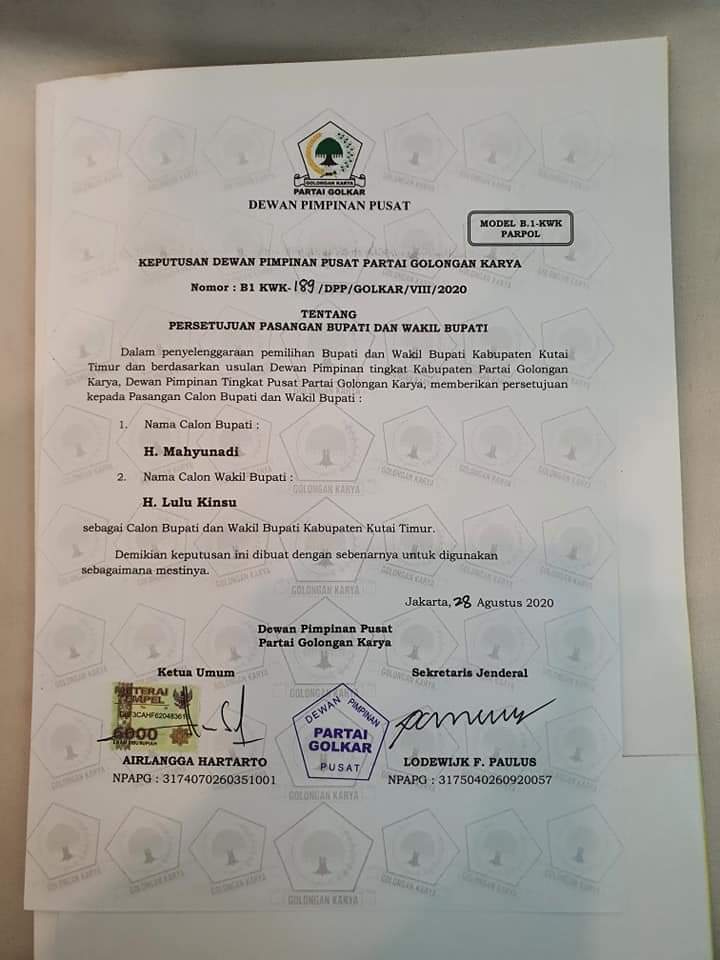 GOLONGAN KARYA
PARTAI GOLKAR
DEWAN PIMPINAN PUSAT
MODEL B.1-KWK
PARPOL
KEPUTUSAN DEWAN PIMPINAN PUSAT PARTAI GOLONGAN KARYA
Nomor : B1 KWK-189/DPP/GOLKAR/VIII/2020
TENTANG
PERSETUJUAN PASANGAN BUPATI DAN WAKIL BUPATI
Dalam penyelenggaraan pemilihan Bupati dan Wakil Bupati Kabupaten Kutai
Timur dan berdasarkan usulan Dewan Pimpinan tingkat Kabupaten Partai Golongan
Karya, Dewan Pimpinan Tingkat Pusat Partai Golongan Karya, memberikan persetujuan
kepada Pasangan Calon Bupati dan Wakil Bupati :
1. Nama Calon Bupati :
H. Mahyunadi
2. Nama Calon Wakil Bupati :
H. Lulu Kinsu
sebagai Calon Bupati dan Wakil Bupati Kabupaten Kutai Timur.
Demikian keputusan ini dibuat dengan sebenarnya untuk digunakan
sebagaimana mestinya.
Jakarta, 28 Agustus 2020
Dewan Pimpinan Pusat
Partai Golongan Karya
Ketua Umum
Sekretaris Jenderal
METERAI
TEMPEL
6000
DEWAN PIMPINAN
PARTAI
GOLKAR
PUSAT
AIRLANGGA HARTARTO
LODEWIJK F. PAULUS
NPAPG : 3174070260351001
NPAPG : 3175040260920057